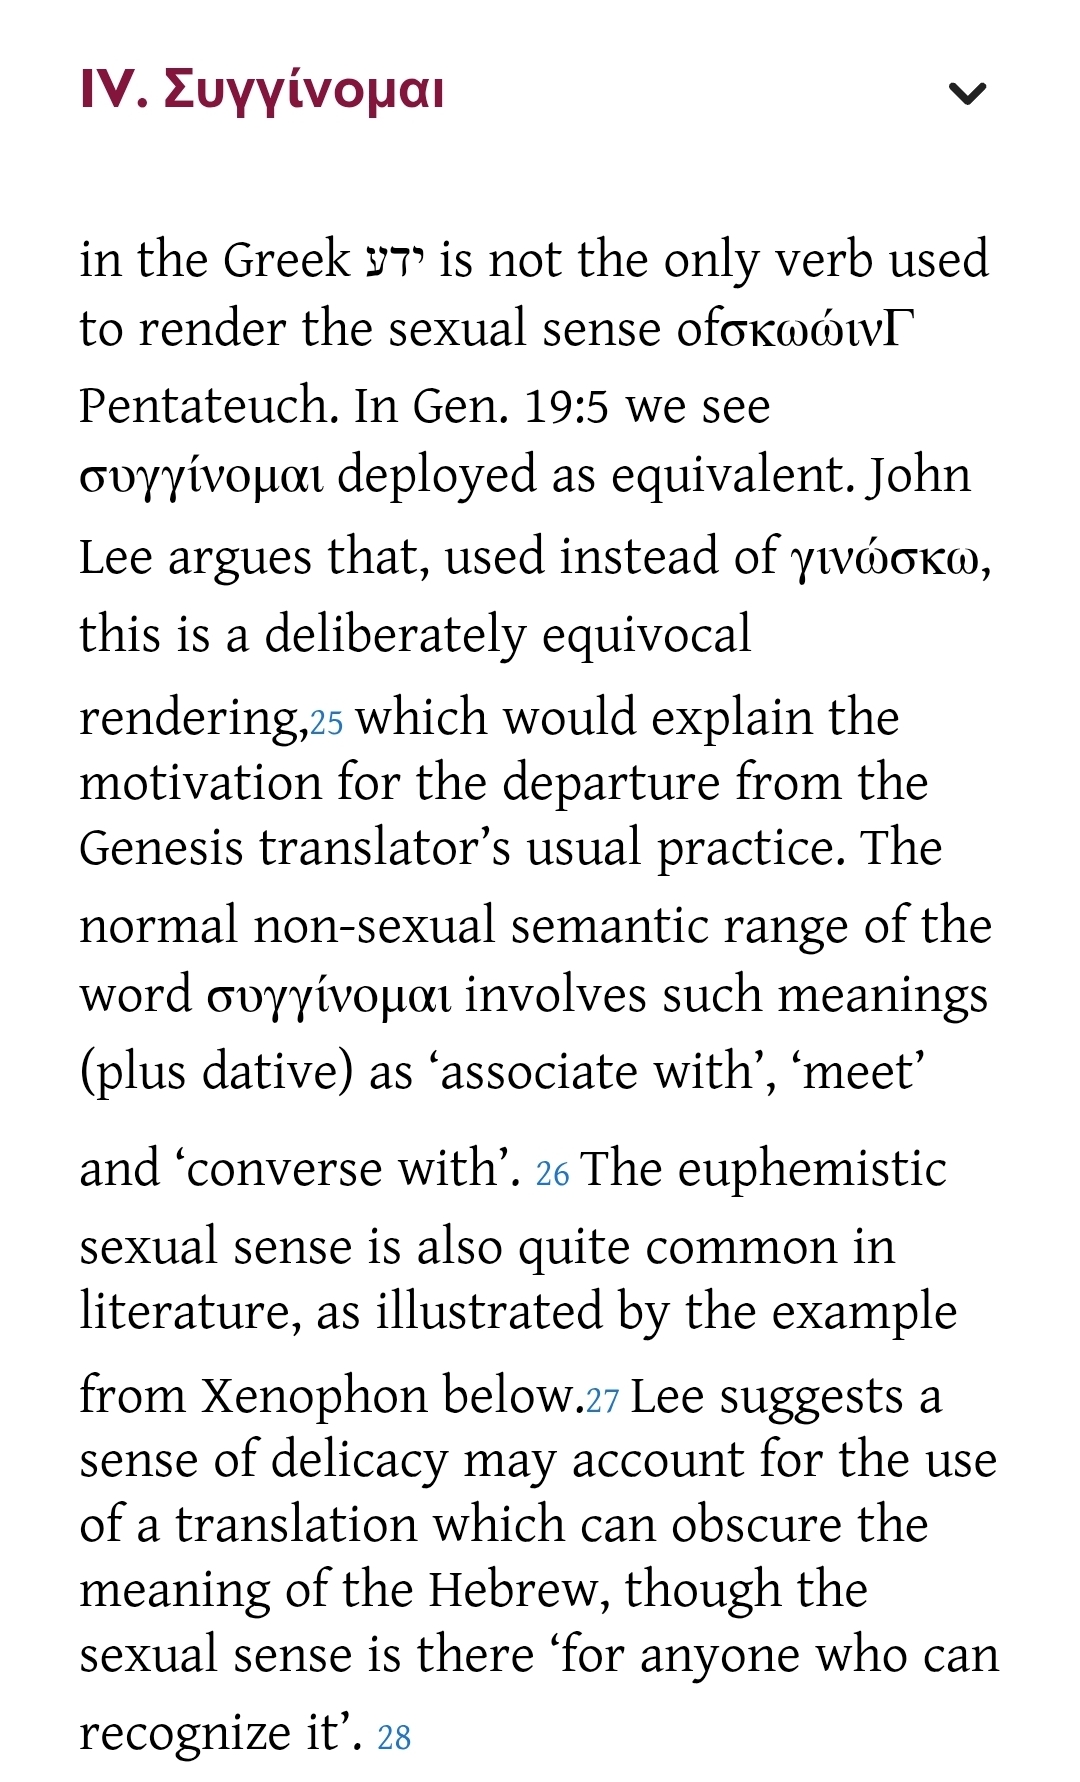 IV. Συγγίνομαι
in the Greek ידע is not the only verb used
to render the sexual sense ofσκωώινΓ
Pentateuch. In Gen. 19:5 we see
συγγίνομαι deployed as equivalent. John
Lee argues that, used instead of γινώσκω,
this is a deliberately equivocal
rendering,25 which would explain the
motivation for the departure from the
Genesis translator’s usual practice. The
normal non-sexual semantic range of the
word συγγίνομαι involves such meanings
(plus dative) as ‘associate with’, ‘meet’
and ‘converse with’. 26 The euphemistic
sexual sense is also quite common in
literature, as illustrated by the example
from Xenophon below.27 Lee suggests a
sense of delicacy may account for the use
of a translation which can obscure the
meaning of the Hebrew, though the
sexual sense is there ‘for anyone who can
recognize it’. 28